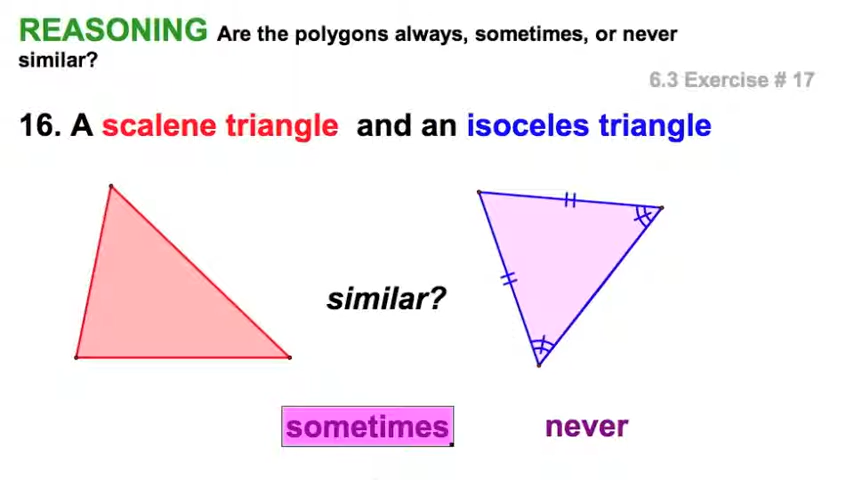 REASONING Are the polygons always, sometimes, or never
similar?
6.3 Exercise # 17
16. A scalene triangle and an isoceles triangle
similar?
sometimes never